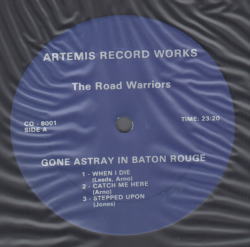 ARTEMIS RECORD WORKS
The Road Warriors
CO - 8001
SIDE A
TIME: 23:20
GONE ASTRAY IN BATON ROUGE
1 - WHEN I DIE
(Leeds, Arno)
2 - CATCH ME HERE
(Arno)
3 - STEPPED UPON
(Jones)